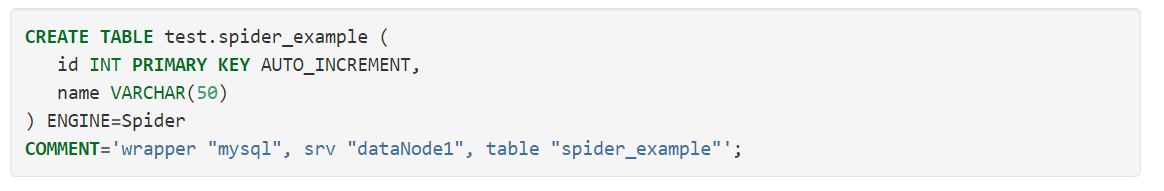 CREATE TABLE test.spider_example (
   id INT PRIMARY KEY AUTO_INCREMENT,
   name VARCHAR(50)
) ENGINE=Spider
COMMENT='wrapper "mysql", srv "dataNode1", table "spider_example"';